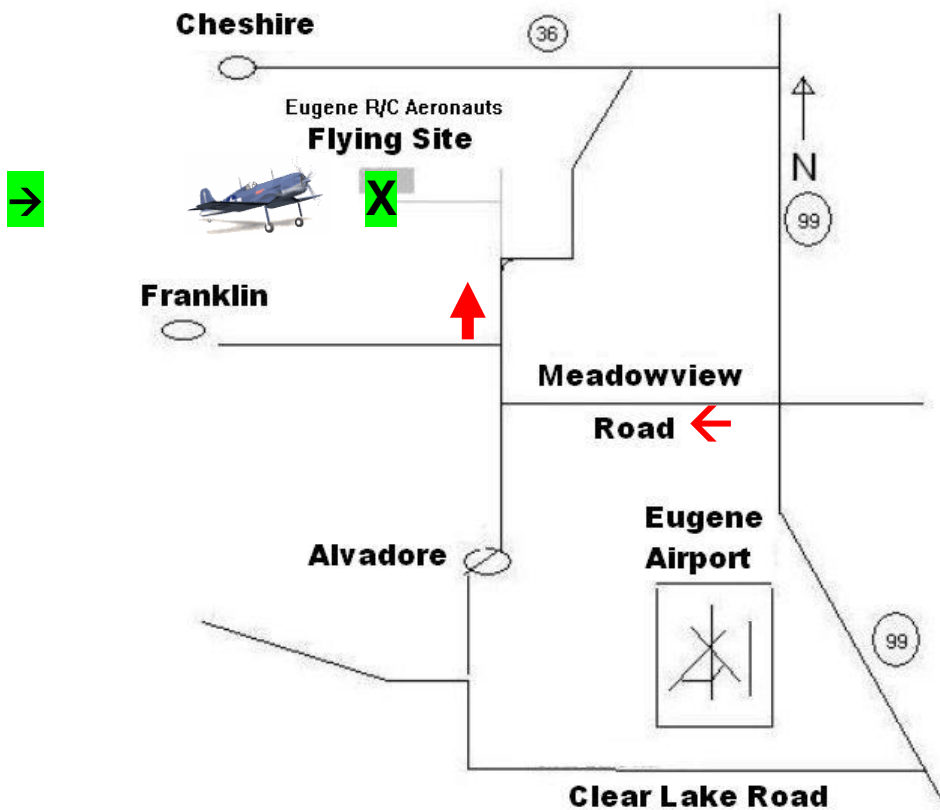 Cheshire
36
Eugene R/C Aeronauts
Flying Site
N
→
X
99
Franklin
Meadowview
Road ←
Eugene
Airport
Alvadore
99
Clear Lake Road